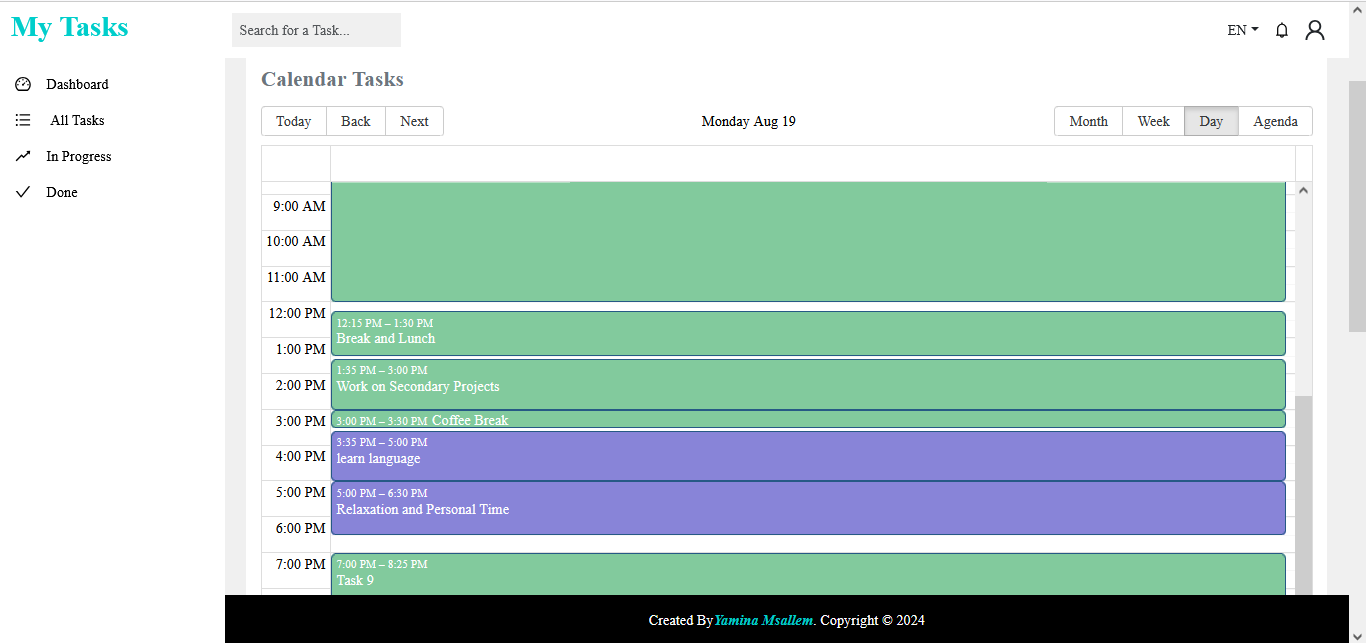 My Tasks
Search for a Task...
EN
Dashboard
All Tasks
In Progress
Done
Calendar Tasks
Today Back Next
Monday Aug 19
Month Week Day Agenda
9:00 AM
10:00 AM
11:00 AM
12:00 PM
12:15 PM – 1:30 PM
Break and Lunch
1:00 PM
1:35 PM – 3:00 PM
Work on Secondary Projects
2:00 PM
3:00 PM
3:00 PM – 3:30 PM Coffee Break
3:35 PM – 5:00 PM
learn language
4:00 PM
5:00 PM
5:00 PM – 6:30 PM
Relaxation and Personal Time
6:00 PM
7:00 PM
7:00 PM – 8:25 PM
Task 9
Created ByYamina Msallem. Copyright © 2024